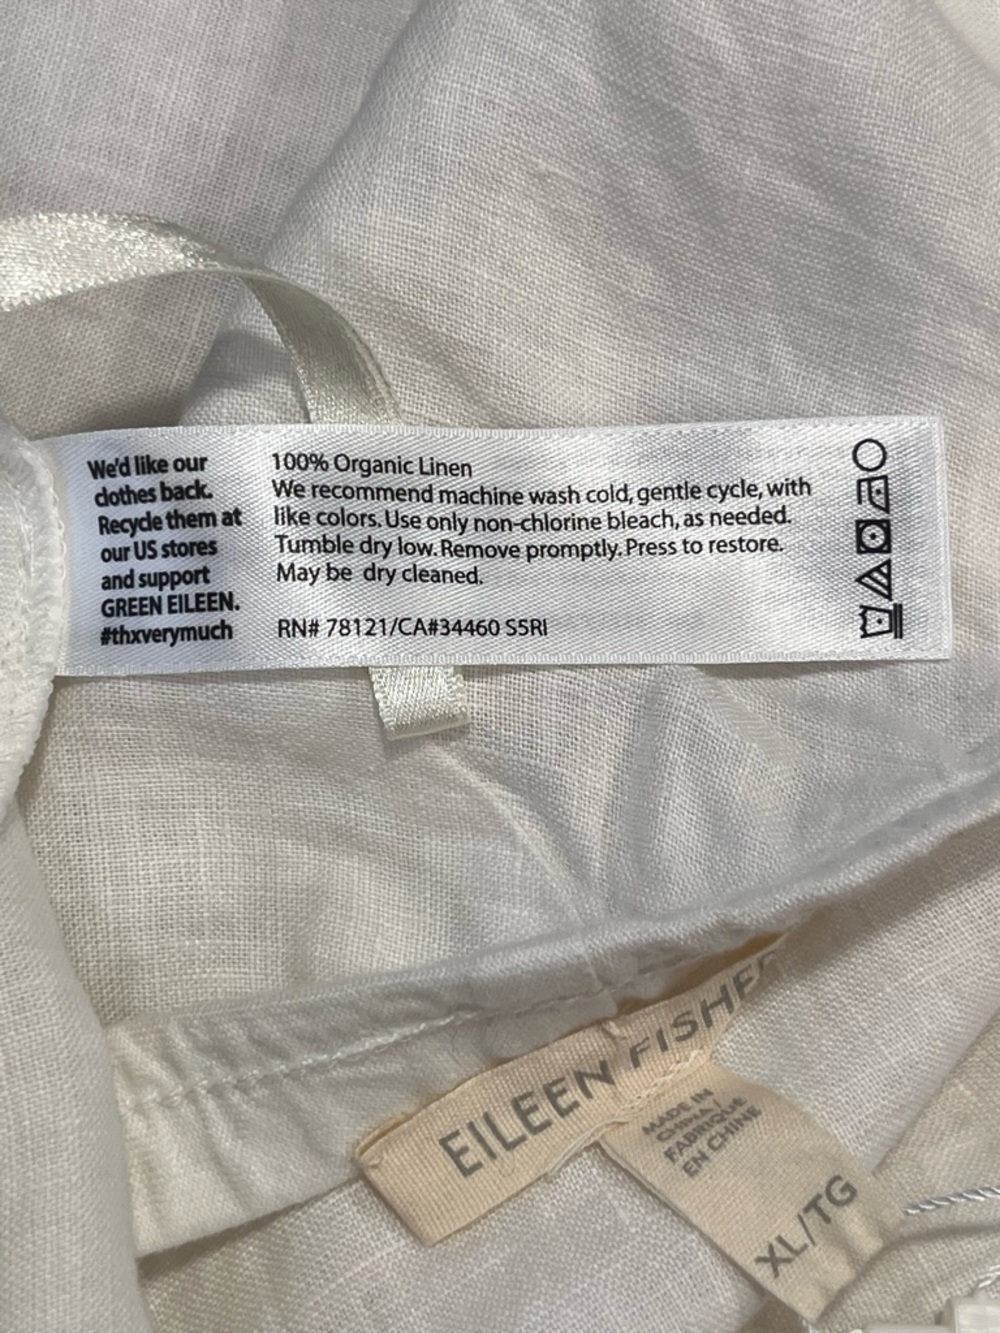 We'd like our
clothes back.
Recycle them at
our US stores
and support
GREEN EILEEN.
#thxverymuch
100% Organic Linen
We recommend machine wash cold, gentle cycle, with
like colors. Use only non-chlorine bleach, as needed.
Tumble dry low. Remove promptly. Press to restore.
May be dry cleaned.
RN# 78121/CA#34460 S5RI
EILEEN FISHER
MADE IN
CHINA /
FABRIQUÉ
EN CHINE
XL/TG